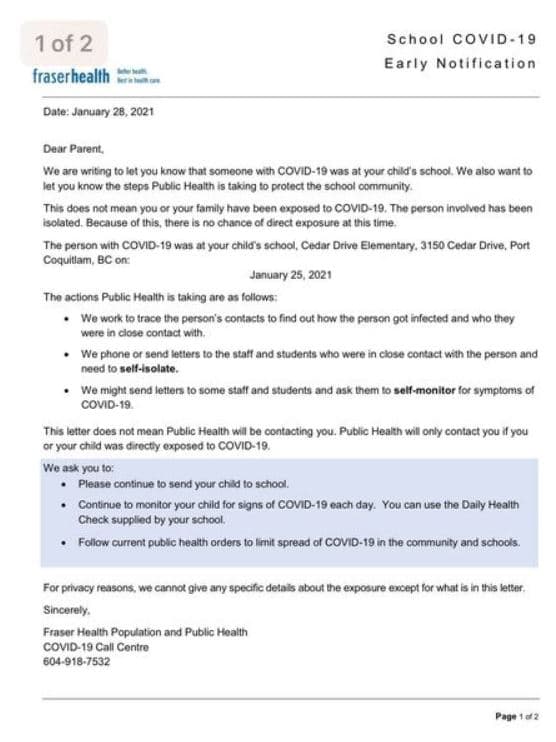 1 of 2
School COVID-19
Early Notification
fraserhealth Better health.
Best in health care.
Date: January 28, 2021
Dear Parent,
We are writing to let you know that someone with COVID-19 was at your child's school. We also want to
let you know the steps Public Health is taking to protect the school community.
This does not mean you or your family have been exposed to COVID-19. The person involved has been
isolated. Because of this, there is no chance of direct exposure at this time.
The person with COVID-19 was at your child's school, Cedar Drive Elementary, 3150 Cedar Drive, Port
Coquitlam, BC on:
January 25, 2021
The actions Public Health is taking are as follows:
• We work to trace the person's contacts to find out how the person got infected and who they
were in close contact with.
• We phone or send letters to the staff and students who were in close contact with the person and
need to self-isolate.
• We might send letters to some staff and students and ask them to self-monitor for symptoms of
COVID-19.
This letter does not mean Public Health will be contacting you. Public Health will only contact you if you
or your child was directly exposed to COVID-19.
We ask you to:
• Please continue to send your child to school.
• Continue to monitor your child for signs of COVID-19 each day. You can use the Daily Health
Check supplied by your school.
• Follow current public health orders to limit spread of COVID-19 in the community and schools.
For privacy reasons, we cannot give any specific details about the exposure except for what is in this letter.
Sincerely,
Fraser Health Population and Public Health
COVID-19 Call Centre
604-918-7532
Page 1 of 2